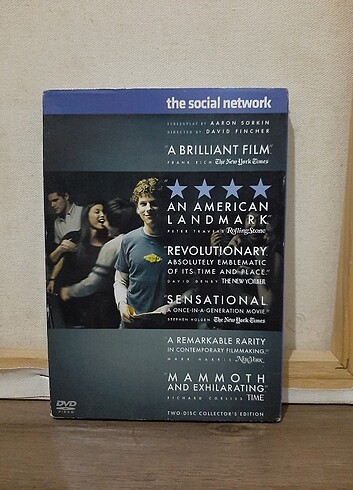 the social network
SCREENPLAY BY AARON SORKIN
DIRECTED BY DAVID FINCHER
"A BRILLIANT FILM"
FRANK RICH The New York Times
"★★★★
AN AMERICAN
LANDMARK"
PETER TRAVERS Rolling Stone
"REVOLUTIONARY
ABSOLUTELY EMBLEMATIC
OF ITS TIME AND PLACE."
DAVID DENBY THE NEW YORKER
"SENSATIONAL
A ONCE-IN-A-GENERATION MOVIE."
STEPHEN HOLDEN The New York Times
"A REMARKABLE RARITY
IN CONTEMPORARY FILMMAKING."
MARK HARRIS New York
"MAMMOTH
AND EXHILARATING"
RICHARD CORLISS TIME
DVD
VIDEO
TWO-DISC COLLECTOR'S EDITION